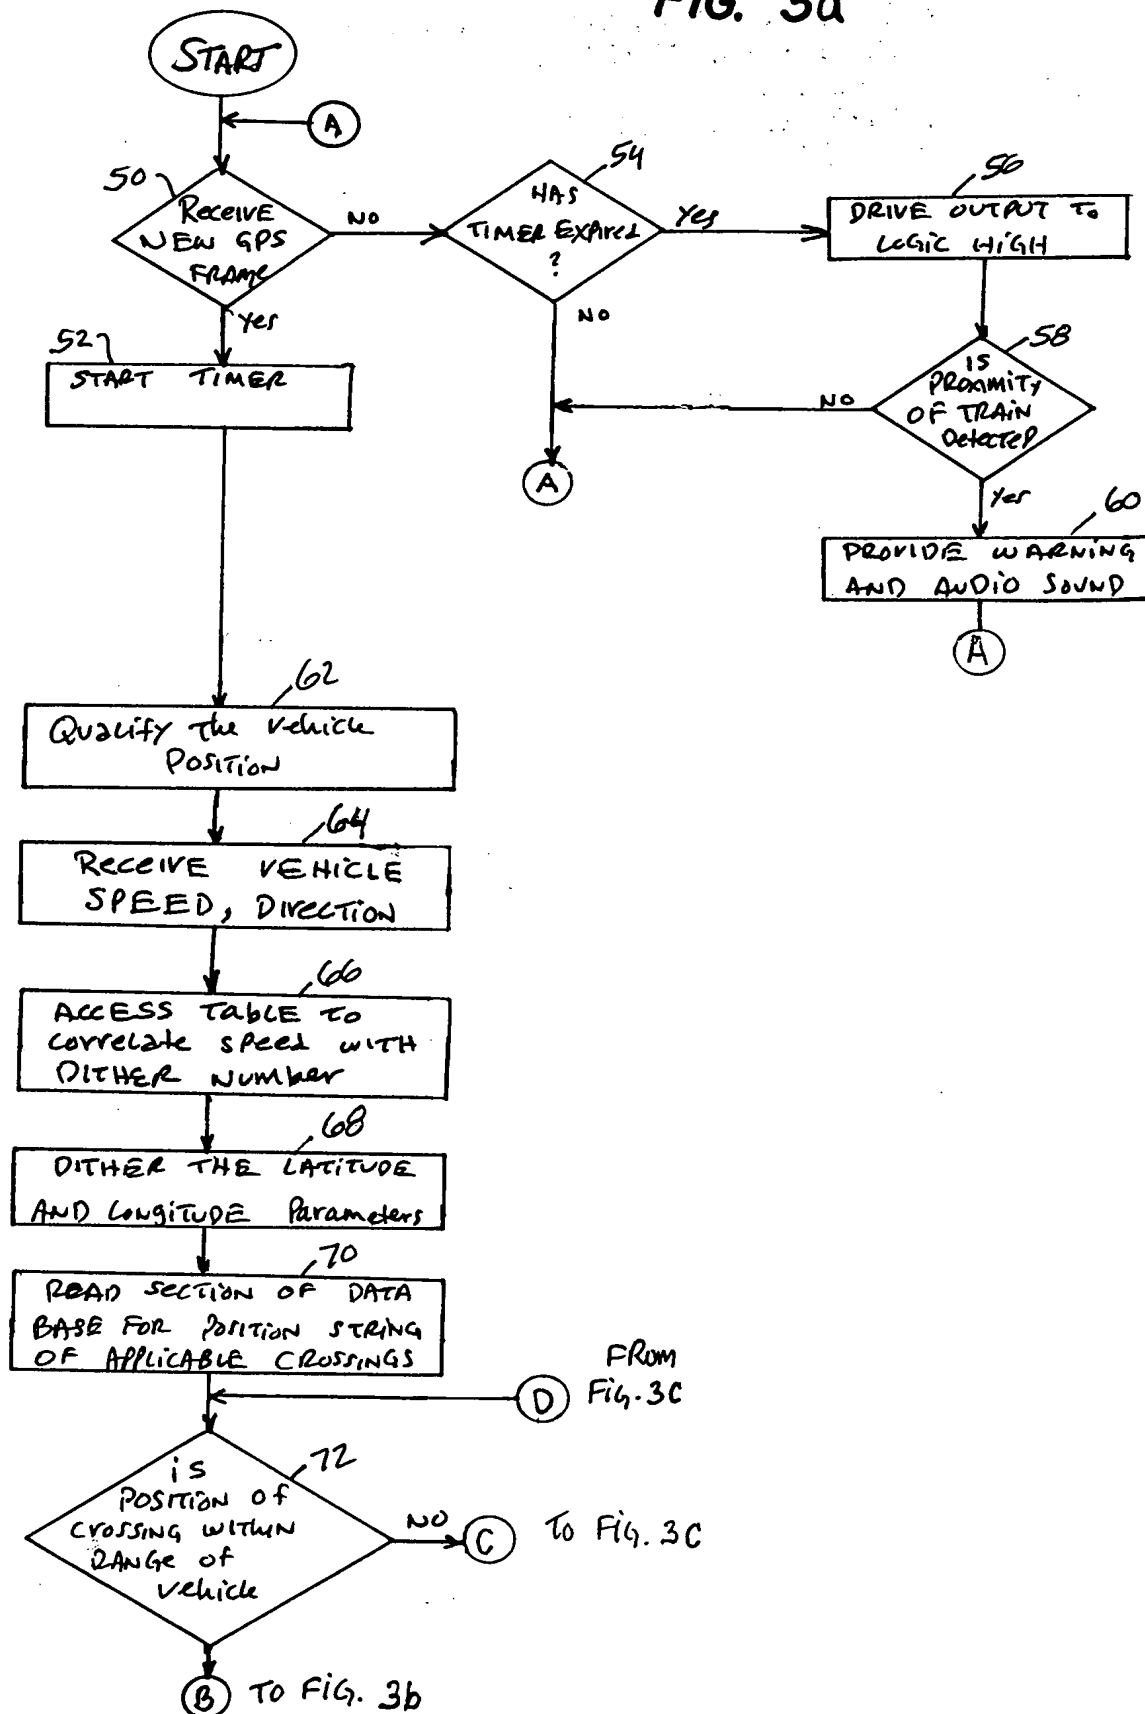 FIG. 3a
START
A
50
RECEIVE
NEW GPS
FRAME
NO
Yes
54
HAS
TIMER EXPIred
?
Yes
NO
56
DRIVE OUTPUT TO
LOGIC HIGH
52
START TIMER
58
IS
PROXIMITY
OF TRAIN
DeTecTeD
NO
Yes
A
60
PROVIDE WARNING
AND AUDIO SOUND
A
62
Qualify The Vehicle
POSITION
64
RECEIVE VEHICLE
SPEED, DIrecTION
66
ACCESS Table TO
correlate speed WITH
DITHER Number
68
DITHER THE LATITUDE
AND LongITUDE Parameters
70
READ SECTION OF DATA
BASE FOR POSITION STRING
OF APPLICABLE CROSSINGS
D
FROM
Fig. 3C
72
is
POSITION of
crossING WITHIN
RANGe of
vehicle
NO
C
To Fig. 3C
B
TO FIG. 3b